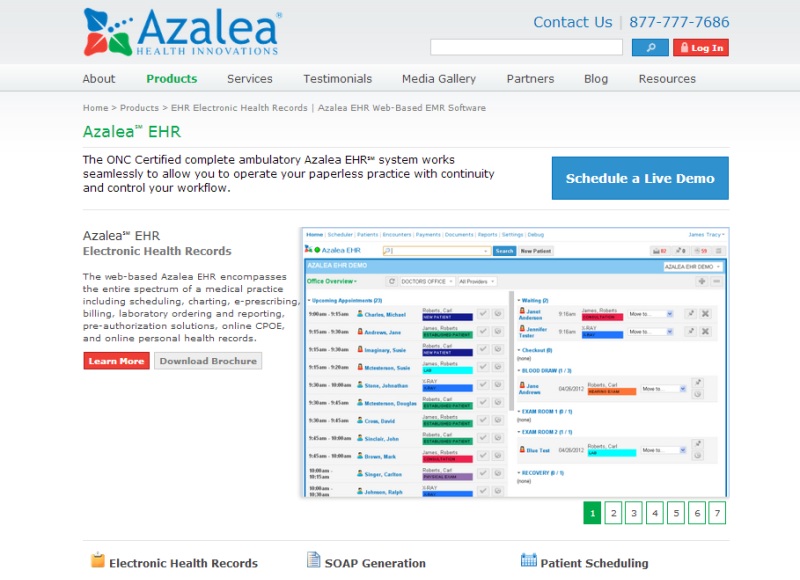 Azalea
HEALTH INNOVATIONS
Contact Us | 877-777-7686
Log In
About Products Services Testimonials Media Gallery Partners Blog Resources
Home > Products > EHR Electronic Health Records | Azalea EHR Web-Based EMR Software
Azalea℠ EHR
The ONC Certified complete ambulatory Azalea EHR℠ system works
seamlessly to allow you to operate your paperless practice with continuity
and control your workflow.
Schedule a Live Demo
Azalea℠ EHR
Electronic Health Records
The web-based Azalea EHR encompasses
the entire spectrum of a medical practice
including scheduling, charting, e-prescribing,
billing, laboratory ordering and reporting,
pre-authorization solutions, online CPOE,
and online personal health records.
Learn More Download Brochure
Home | Scheduler | Patients | Encounters | Payments | Documents | Reports | Settings | Debug James Tracy
Azalea EHR Search New Patient
AZALEA EHR DEMO AZALEA EHR DEMO
Office Overview DOCTORS OFFICE All Providers
Upcoming Appointments (23)
9:00am - 9:15am Charles, Michael Roberts, Carl NEW PATIENT
9:15am - 9:30am Andrews, Jane James, Roberts ESTABLISHED PATIENT
9:15am - 9:30am Imaginary, Susie Roberts, Carl NEW PATIENT
9:15am - 9:30am Mctesterson, Susie James, Roberts LAB
9:30am - 10:00am Stone, Johnathan X-RAY
9:30am - 10:00am Mctesterson, Douglas Roberts, Carl ESTABLISHED PATIENT
9:30am - 9:45am Crow, David James, Roberts ESTABLISHED PATIENT
9:45am - 10:00am Sinclair, John Roberts, Carl ESTABLISHED PATIENT
9:45am - 10:00am Brown, Mark Roberts, Carl CONSULTATION
10:00am - 10:15am Singer, Carlton Roberts, Carl PHYSICAL EXAM
10:00am - 10:30am Johnson, Ralph X-RAY
Waiting (2)
Janet Anderson 9:16am Roberts, Carl CONSULTATION Move to...
Jennifer Tester 9:16am X-RAY Move to...
Checkout (0)
(none)
BLOOD DRAW (1 / 3)
Jane Andrews 04/26/2012 Roberts, Carl Move to...
EXAM ROOM 1 (0 / 1)
(none)
EXAM ROOM 2 (1 / 1)
Blue Test 04/26/2012 Roberts, Carl LAB Move to...
RECOVERY (0 / 1)
(none)
1 2 3 4 5 6 7
Electronic Health Records SOAP Generation Patient Scheduling